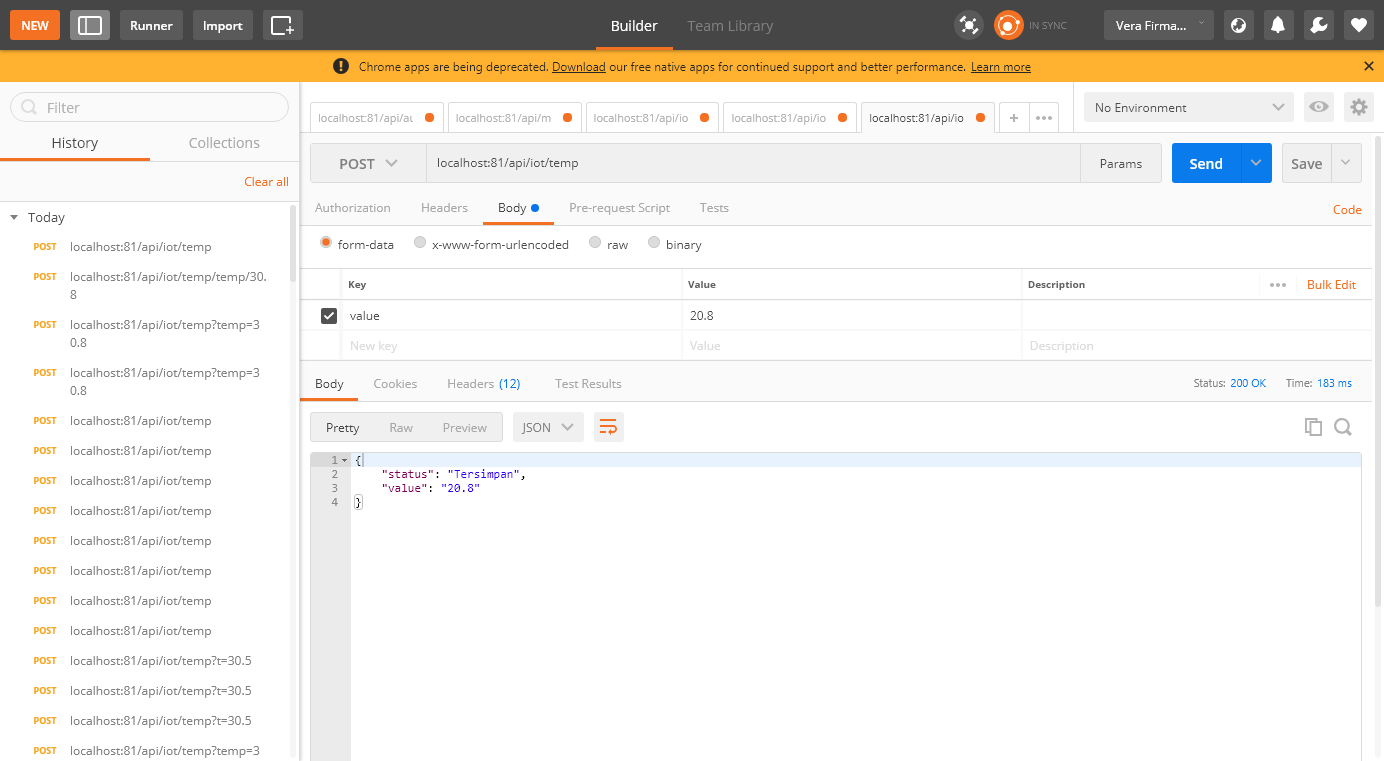 NEW Runner Import Builder Team Library IN SYNC Vera Firma...
Chrome apps are being deprecated. Download our free native apps for continued support and better performance. Learn more
Filter
History Collections
Clear all
Today
POST localhost:81/api/iot/temp
POST localhost:81/api/iot/temp/temp/30.
8
POST localhost:81/api/iot/temp?temp=3
0.8
POST localhost:81/api/iot/temp?temp=3
0.8
POST localhost:81/api/iot/temp
POST localhost:81/api/iot/temp
POST localhost:81/api/iot/temp
POST localhost:81/api/iot/temp
POST localhost:81/api/iot/temp
POST localhost:81/api/iot/temp
POST localhost:81/api/iot/temp
POST localhost:81/api/iot/temp
POST localhost:81/api/iot/temp?t=30.5
POST localhost:81/api/iot/temp?t=30.5
POST localhost:81/api/iot/temp?t=30.5
POST localhost:81/api/iot/temp?temp=3
localhost:81/api/au localhost:81/api/m localhost:81/api/io localhost:81/api/io localhost:81/api/io + ••• No Environment
POST localhost:81/api/iot/temp Params Send Save
Authorization Headers Body Pre-request Script Tests Code
form-data x-www-form-urlencoded raw binary
Key Value Description ••• Bulk Edit
value 20.8
New key Value Description
Body Cookies Headers (12) Test Results Status: 200 OK Time: 183 ms
Pretty Raw Preview JSON
1 {
2 "status": "Tersimpan",
3 "value": "20.8"
4 }